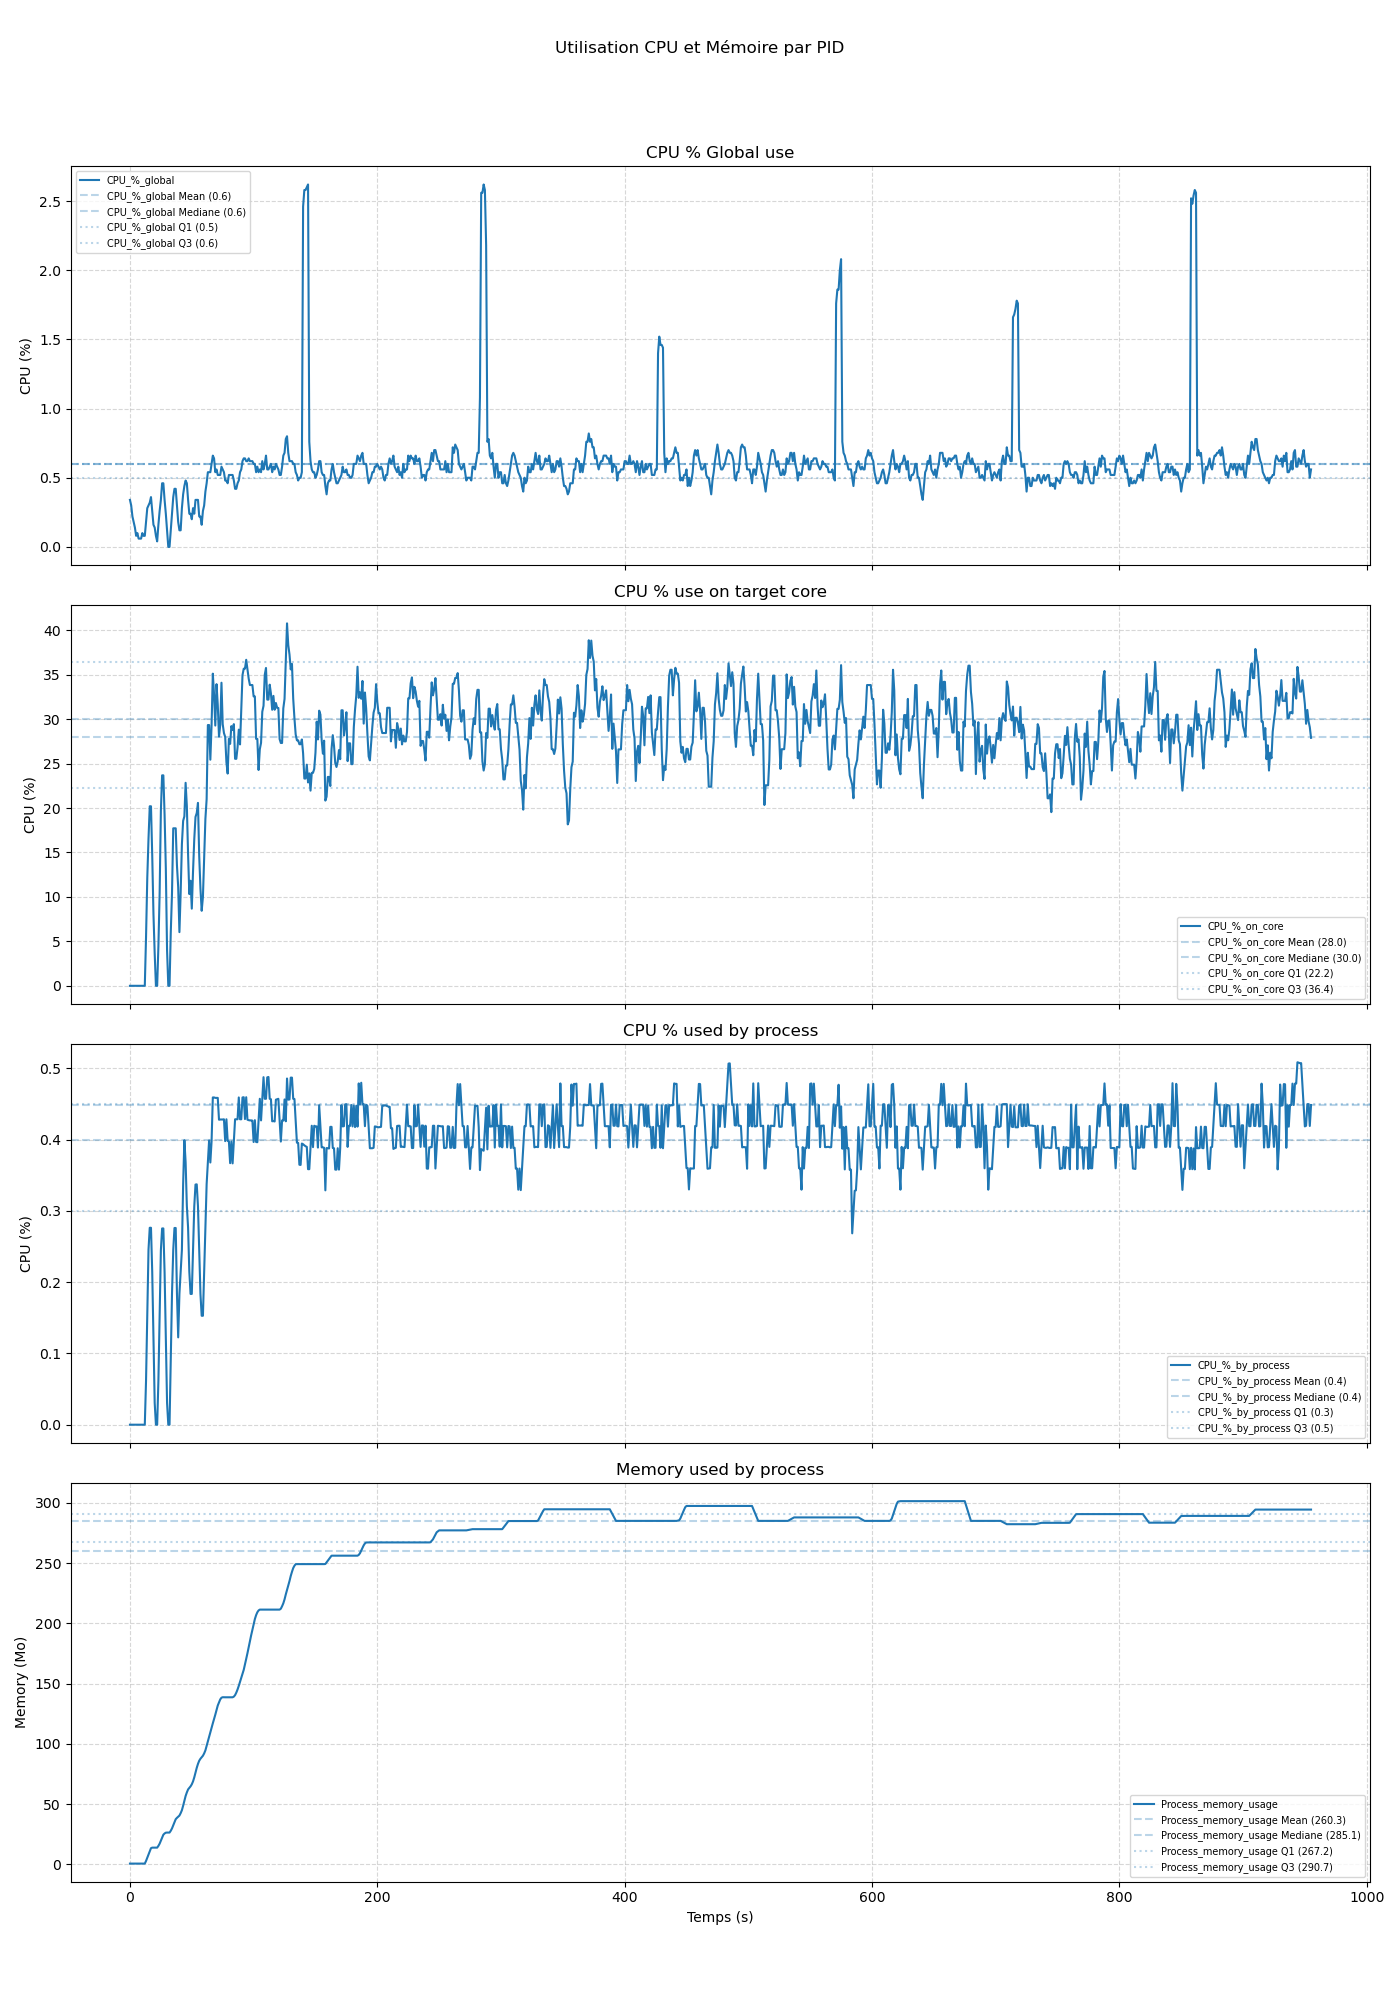 Utilisation CPU et Mémoire par PID
CPU % Global use
CPU_%_global
CPU_%_global Mean (0.6)
CPU_%_global Mediane (0.6)
CPU_%_global Q1 (0.5)
CPU_%_global Q3 (0.6)
2.5
2.0
1.5
1.0
0.5
0.0
CPU (%)
CPU % use on target core
40
35
30
25
20
15
10
5
0
CPU (%)
CPU_%_on_core
CPU_%_on_core Mean (28.0)
CPU_%_on_core Mediane (30.0)
CPU_%_on_core Q1 (22.2)
CPU_%_on_core Q3 (36.4)
CPU % used by process
0.5
0.4
0.3
0.2
0.1
0.0
CPU (%)
CPU_%_by_process
CPU_%_by_process Mean (0.4)
CPU_%_by_process Mediane (0.4)
CPU_%_by_process Q1 (0.3)
CPU_%_by_process Q3 (0.5)
Memory used by process
300
250
200
150
100
50
0
Memory (Mo)
Process_memory_usage
Process_memory_usage Mean (260.3)
Process_memory_usage Mediane (285.1)
Process_memory_usage Q1 (267.2)
Process_memory_usage Q3 (290.7)
0 200 400 600 800 1000
Temps (s)